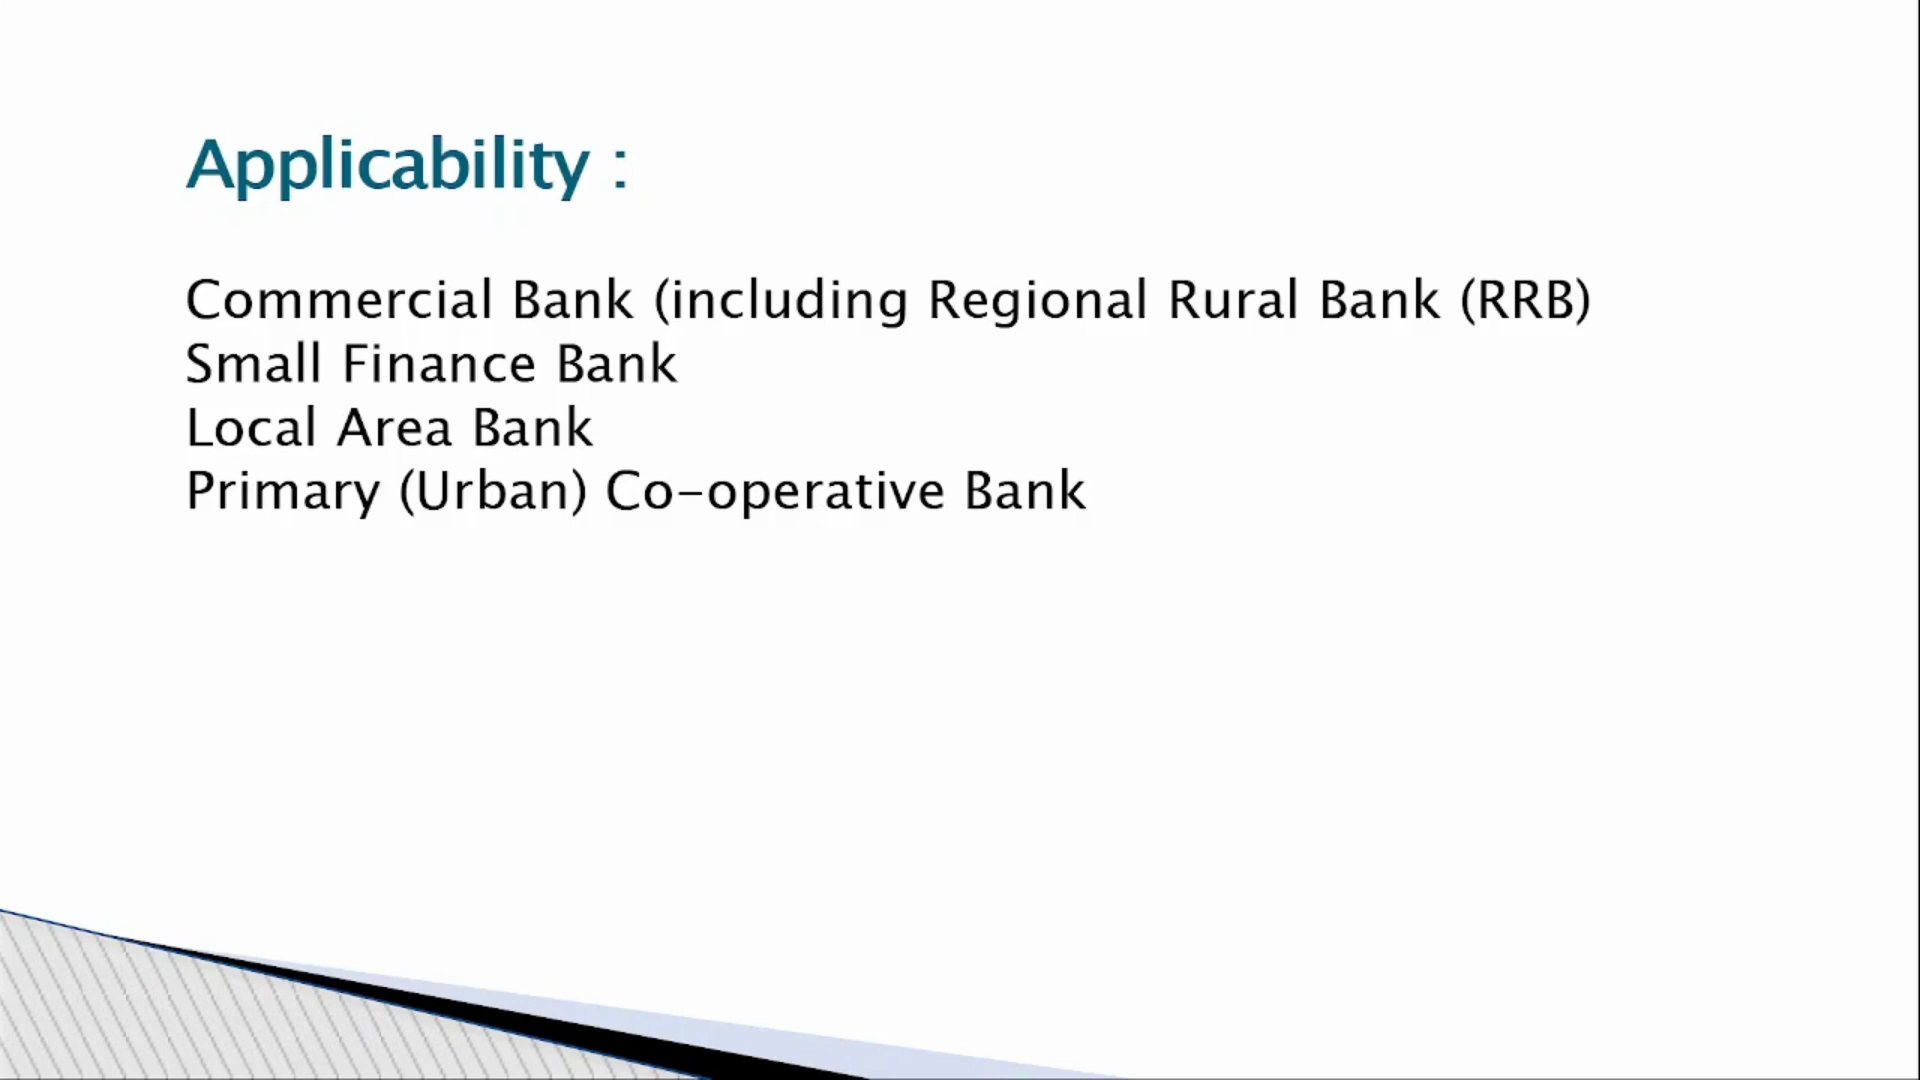 Applicability :
Commercial Bank (including Regional Rural Bank (RRB)
Small Finance Bank
Local Area Bank
Primary (Urban) Co-operative Bank